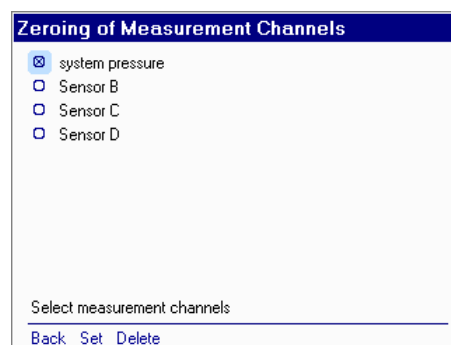 Zeroing of Measurement Channels
system pressure
Sensor B
Sensor C
Sensor D
Select measurement channels
Back Set Delete